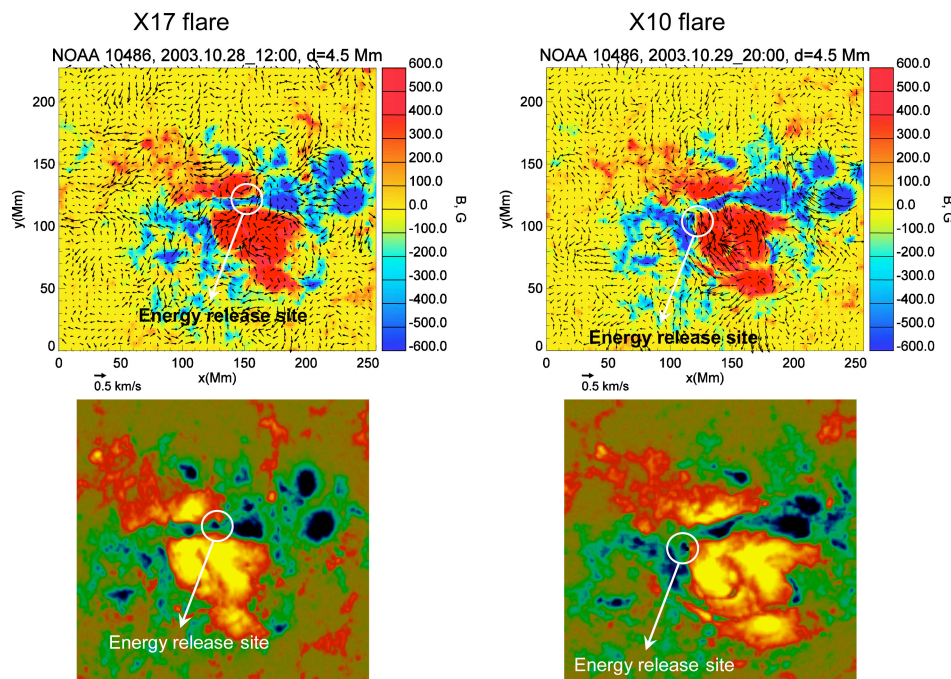 X17 flare
X10 flare
NOAA 10486, 2003.10.28_12:00, d=4.5 Mm
NOAA 10486, 2003.10.29_20:00, d=4.5 Mm
600.0
500.0
400.0
300.0
200.0
100.0
0.0
-100.0
-200.0
-300.0
-400.0
-500.0
-600.0
B, G
y(Mm)
200
150
100
50
0
0 50 100 150 200 250
x(Mm)
0.5 km/s
Energy release site
600.0
500.0
400.0
300.0
200.0
100.0
0.0
-100.0
-200.0
-300.0
-400.0
-500.0
-600.0
B, G
y(Mm)
200
150
100
50
0
0 50 100 150 200 250
x(Mm)
0.5 km/s
Energy release site
Energy release site
Energy release site